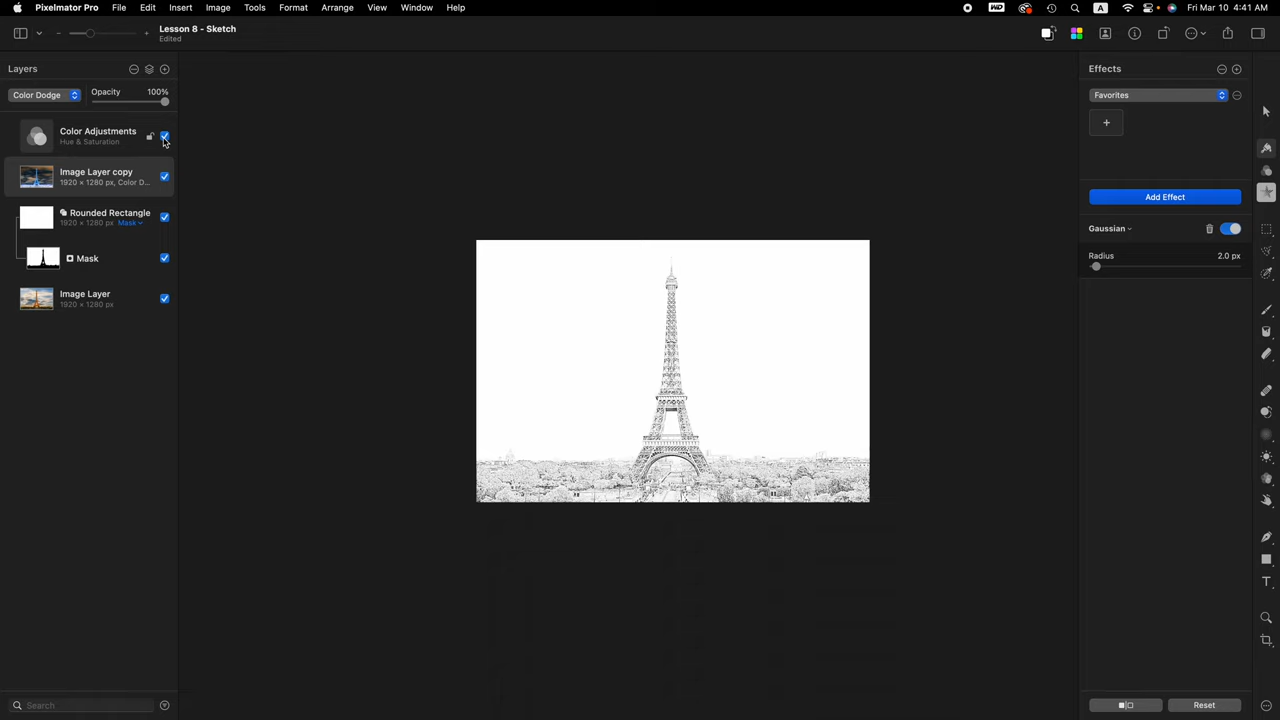 Pixelmator Pro File Edit Insert Image Tools Format Arrange View Window Help
WD A Fri Mar 10 4:41 AM
Lesson 8 - Sketch
Edited
Layers
Color Dodge Opacity 100%
Color Adjustments
Hue & Saturation
Image Layer copy
1920 × 1280 px, Color D...
Rounded Rectangle
1920 × 1280 px Mask
Mask
Image Layer
1920 × 1280 px
Search
Effects
Favorites
+
Add Effect
Gaussian
Radius 2.0 px
T
Reset